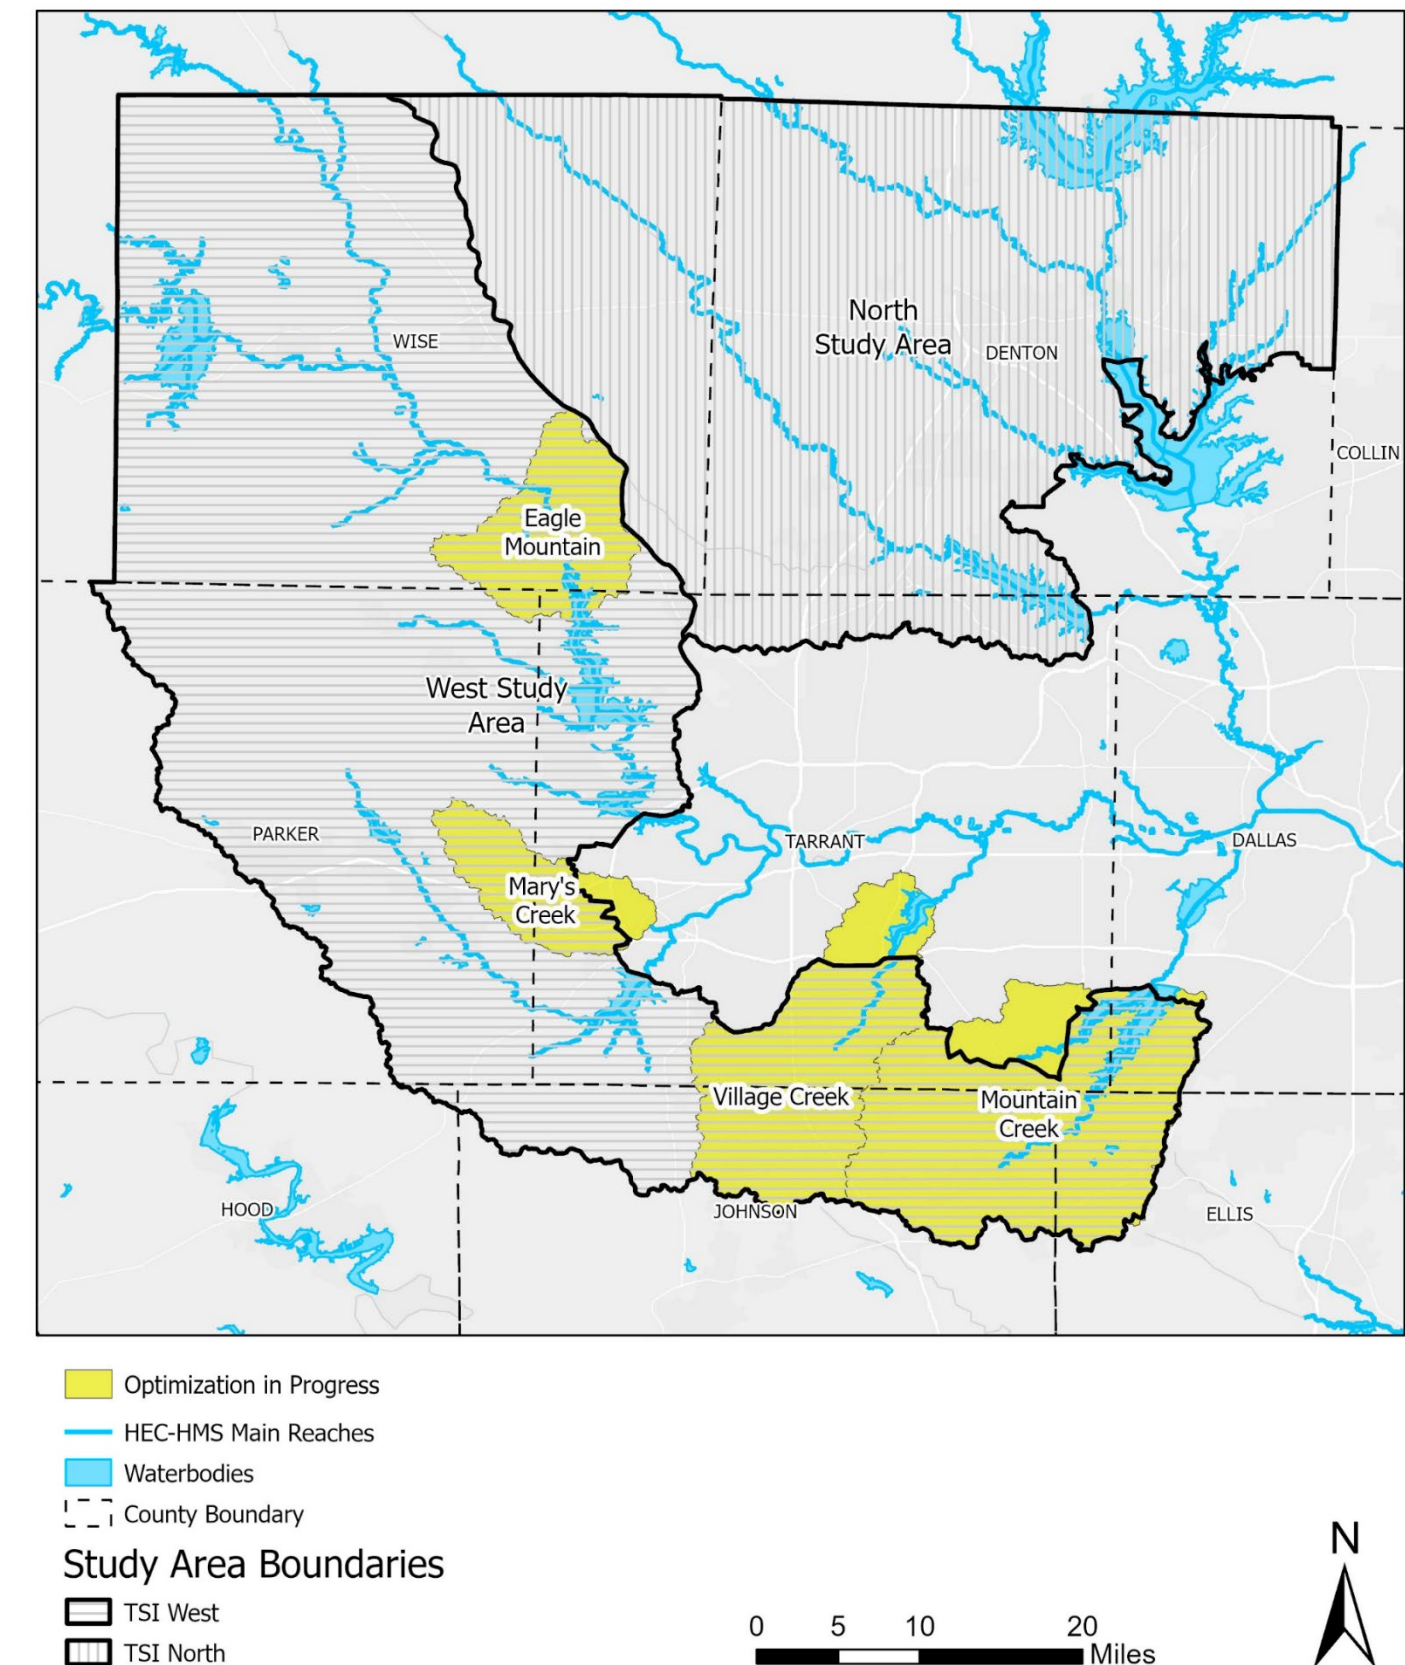 North
Study Area
DENTON
WISE
COLLIN
Eagle
Mountain
West Study
Area
PARKER
TARRANT
DALLAS
Mary's
Creek
Village Creek
Mountain
Creek
HOOD
JOHNSON
ELLIS
Optimization in Progress
HEC-HMS Main Reaches
Waterbodies
County Boundary
Study Area Boundaries
TSI West
TSI North
0 5 10 20
Miles
N